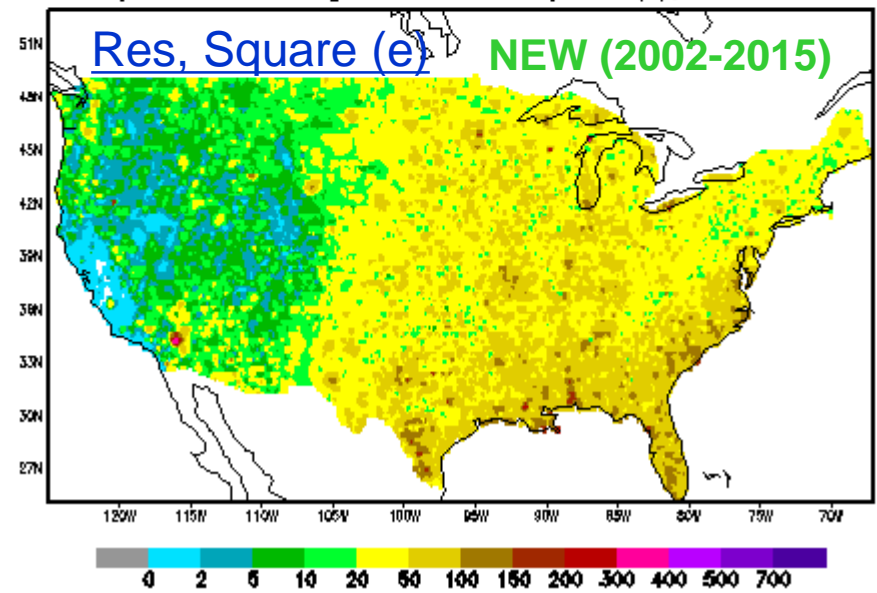 Res, Square (e)
NEW (2002-2015)
51N
48N
45N
42N
39N
36N
33N
30N
27N
120W 115W 110W 105W 100W 95W 90W 85W 80W 75W 70W
0 2 5 10 20 50 100 150 200 300 400 500 700